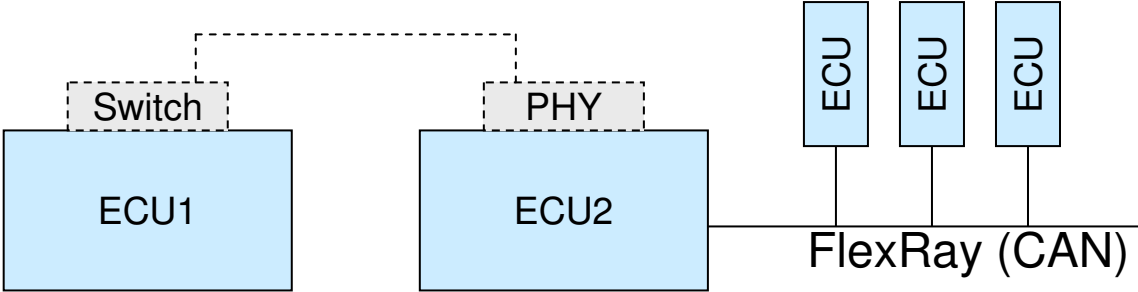 Switch
PHY
ECU
ECU
ECU
ECU1
ECU2
FlexRay (CAN)